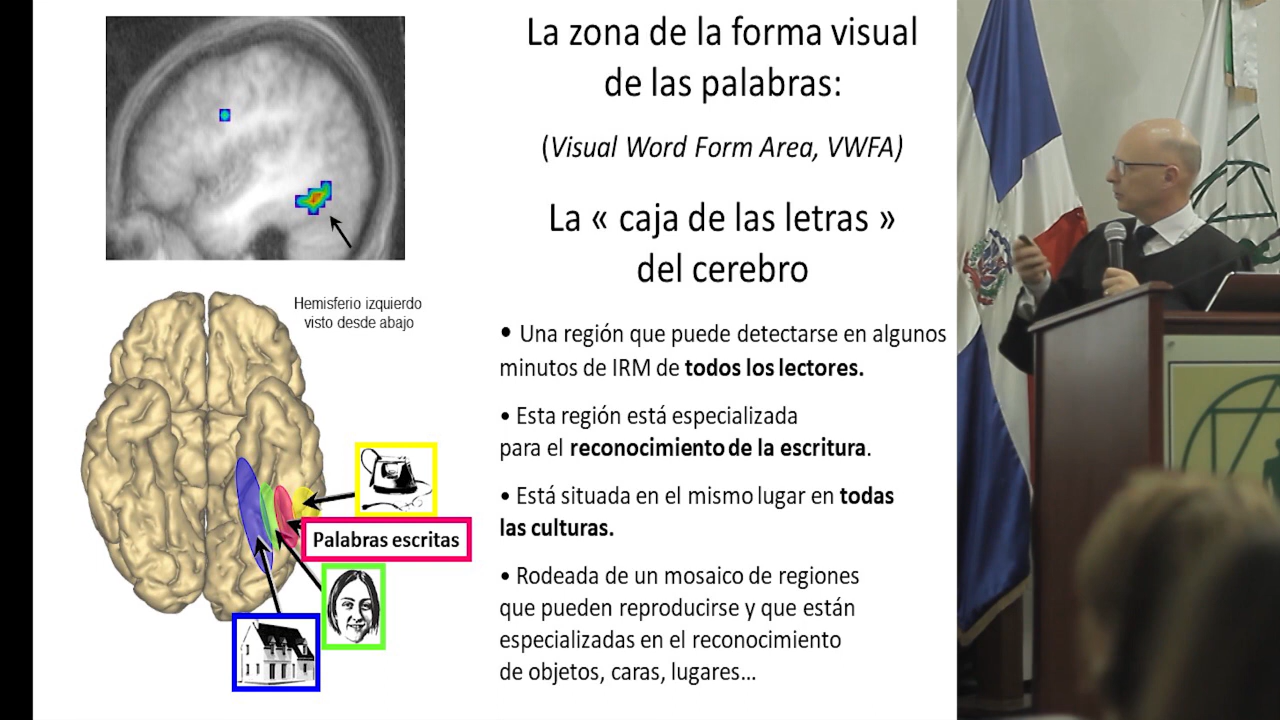 La zona de la forma visual
de las palabras:
(Visual Word Form Area, VWFA)
La « caja de las letras »
del cerebro
• Una región que puede detectarse en algunos
minutos de IRM de todos los lectores.
• Esta región está especializada
para el reconocimiento de la escritura.
• Está situada en el mismo lugar en todas
las culturas.
• Rodeada de un mosaico de regiones
que pueden reproducirse y que están
especializadas en el reconocimiento
de objetos, caras, lugares...
Hemisferio izquierdo
visto desde abajo
Palabras escritas